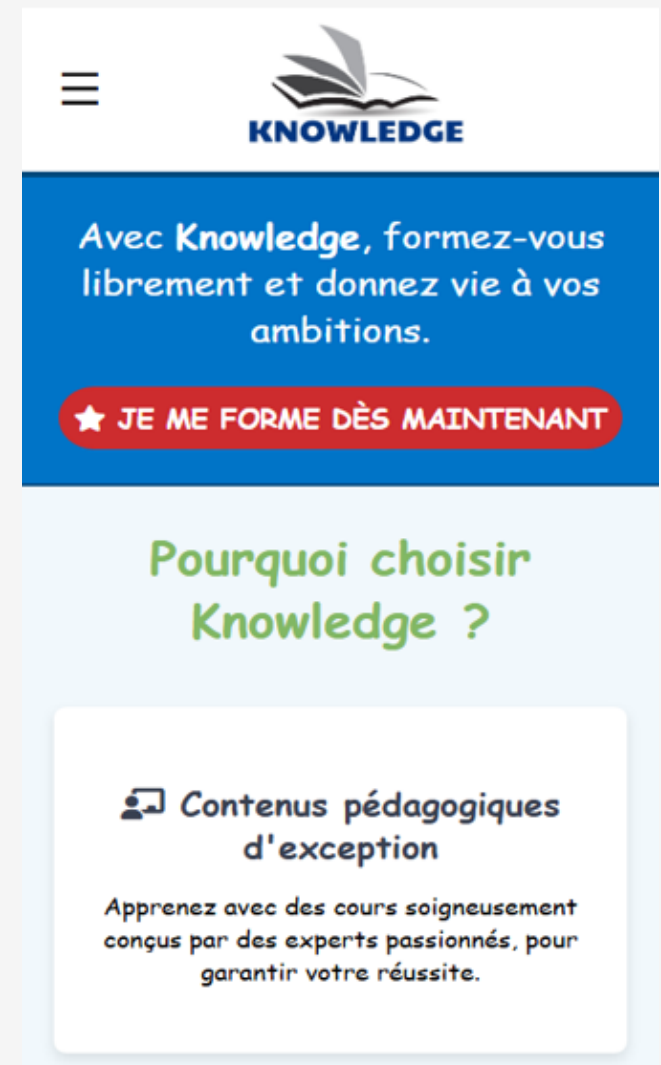 KNOWLEDGE
Avec Knowledge, formez-vous
librement et donnez vie à vos
ambitions.
JE ME FORME DÈS MAINTENANT
Pourquoi choisir
Knowledge ?
Contenus pédagogiques
d'exception
Apprenez avec des cours soigneusement
conçus par des experts passionnés, pour
garantir votre réussite.